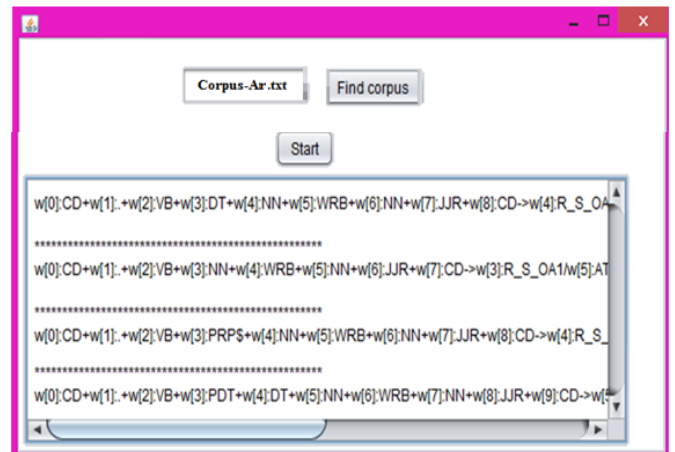 Corpus-Ar.txt
Find corpus
Start
w[0]:CD+w[1]:.+w[2]:VB+w[3]:DT+w[4]:NN+w[5]:WRB+w[6]:NN+w[7]:JJR+w[8]:CD->w[4]:R_S_OA
****************************************************
w[0]:CD+w[1]:.+w[2]:VB+w[3]:NN+w[4]:WRB+w[5]:NN+w[6]:JJR+w[7]:CD->w[3]:R_S_OA1/w[5]:AT
****************************************************
w[0]:CD+w[1]:.+w[2]:VB+w[3]:PRP$+w[4]:NN+w[5]:WRB+w[6]:NN+w[7]:JJR+w[8]:CD->w[4]:R_S_
****************************************************
w[0]:CD+w[1]:.+w[2]:VB+w[3]:PDT+w[4]:DT+w[5]:NN+w[6]:WRB+w[7]:NN+w[8]:JJR+w[9]:CD->w[5